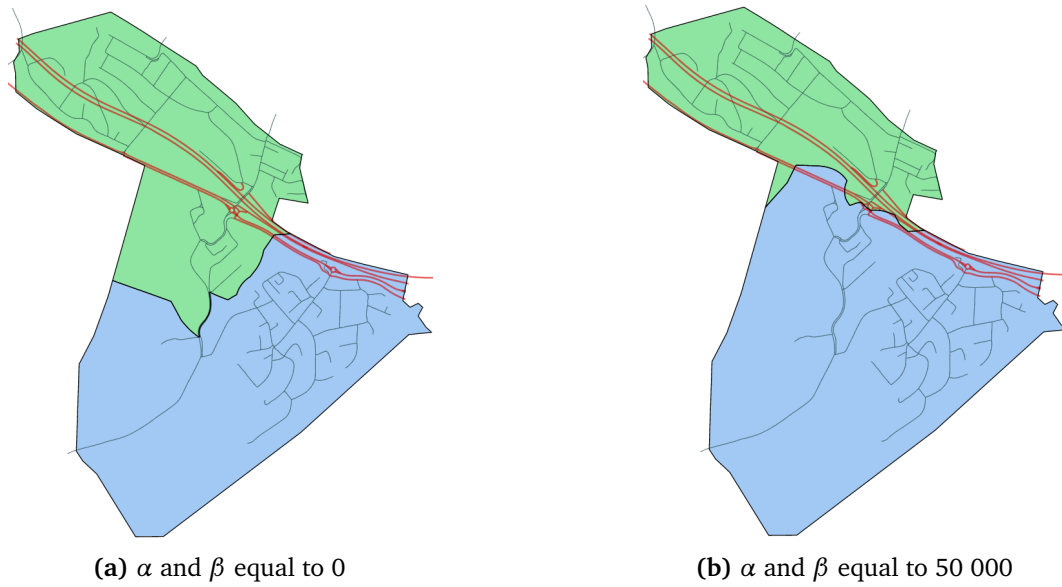 (a) α and β equal to 0
(b) α and β equal to 50 000